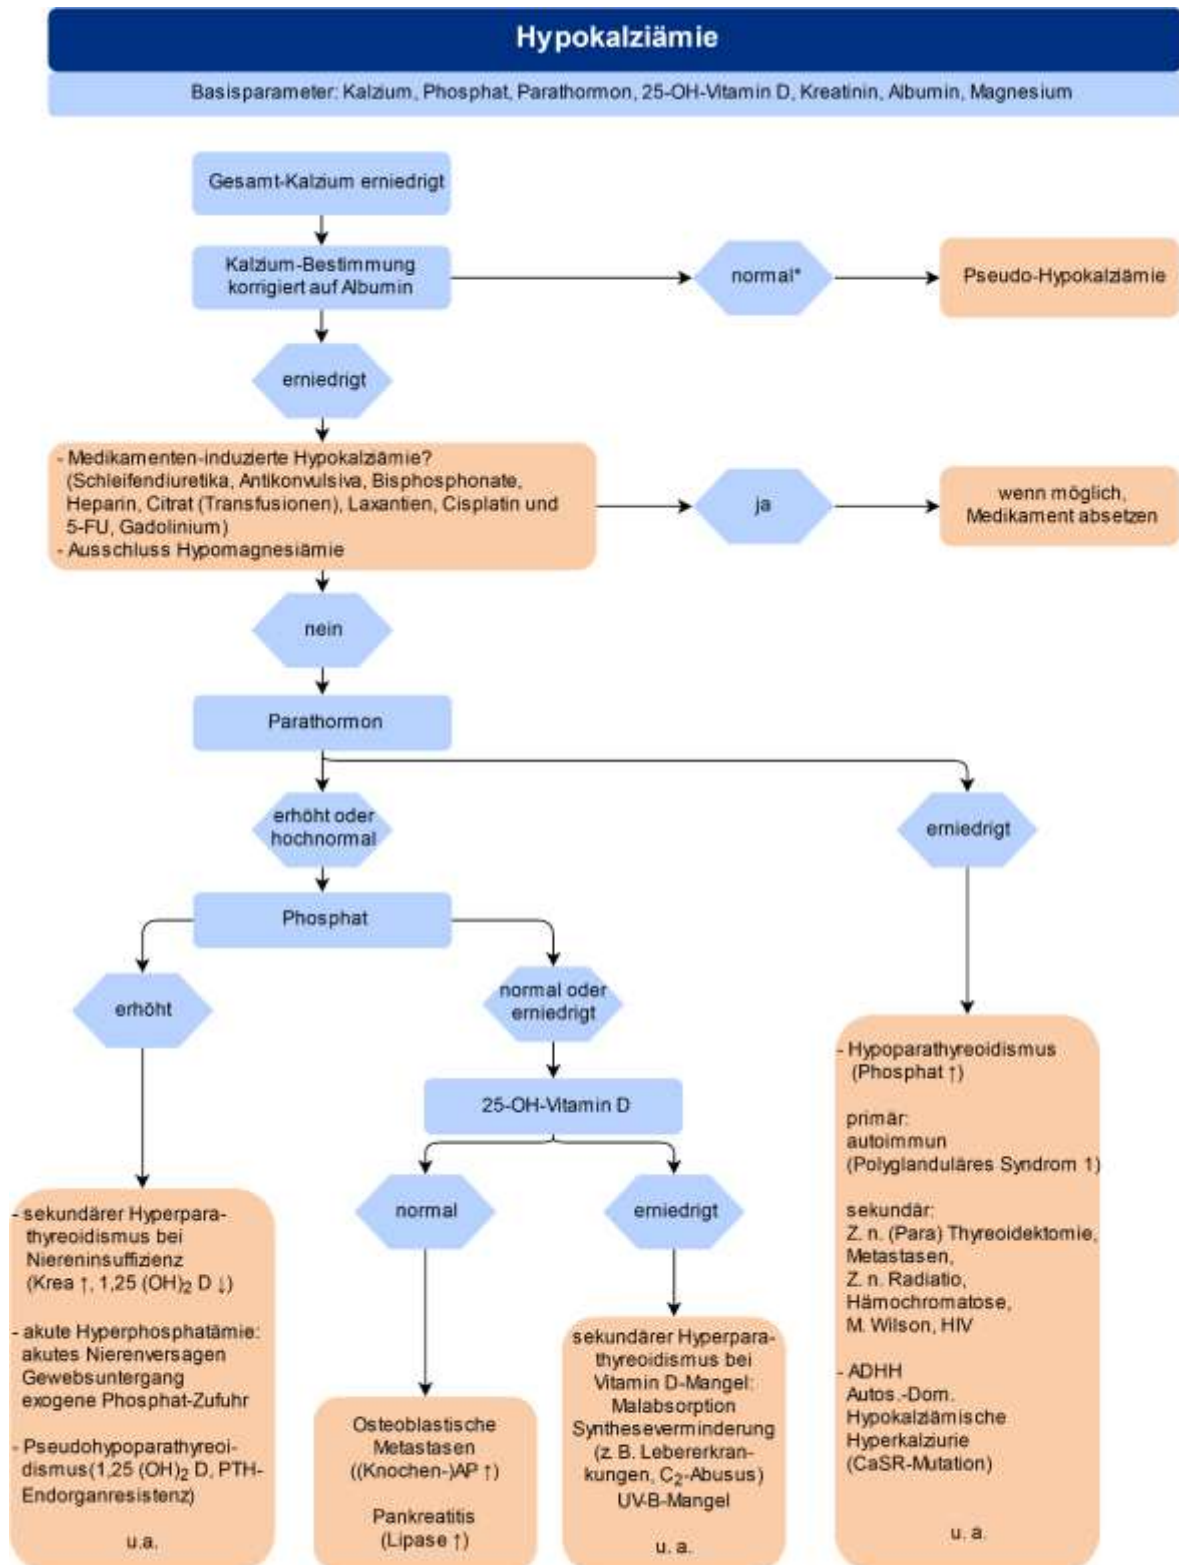 Hypokalziämie
Basisparameter: Kalzium, Phosphat, Parathormon, 25-OH-Vitamin D, Kreatinin, Albumin, Magnesium
Gesamt-Kalzium erniedrigt
Kalzium-Bestimmung
korrigiert auf Albumin
normal*
Pseudo-Hypokalziämie
erniedrigt
- Medikamenten-induzierte Hypokalziämie?
(Schleifendiuretika, Antikonvulsiva, Bisphosphonate,
Heparin, Citrat (Transfusionen), Laxantien, Cisplatin und
5-FU, Gadolinium)
- Ausschluss Hypomagnesiämie
ja
wenn möglich,
Medikament absetzen
nein
Parathormon
erhöht oder
hochnormal
erniedrigt
Phosphat
erhöht
normal oder
erniedrigt
25-OH-Vitamin D
normal
erniedrigt
- sekundärer Hyperpara-
thyreoidismus bei
Niereninsuffizienz
(Krea ↑, 1,25 (OH)₂ D ↓)
- akute Hyperphosphatämie:
akutes Nierenversagen
Gewebsuntergang
exogene Phosphat-Zufuhr
- Pseudohypoparathyreoi-
dismus(1,25 (OH)₂ D, PTH-
Endorganresistenz)
u.a.
Osteoblastische
Metastasen
((Knochen-)AP ↑)
Pankreatitis
(Lipase ↑)
sekundärer Hyperpara-
thyreoidismus bei
Vitamin D-Mangel:
Malabsorption
Syntheseverminderung
(z. B. Lebererkran-
kungen, C₂-Abusus)
UV-B-Mangel
u. a.
- Hypoparathyreoidismus
(Phosphat ↑)
primär:
autoimmun
(Polyglanduläres Syndrom 1)
sekundär:
Z. n. (Para) Thyreoidektomie,
Metastasen,
Z. n. Radiatio,
Hämochromatose,
M. Wilson, HIV
- ADHH
Autos.-Dom.
Hypokalziämische
Hyperkalziurie
(CaSR-Mutation)
u. a.